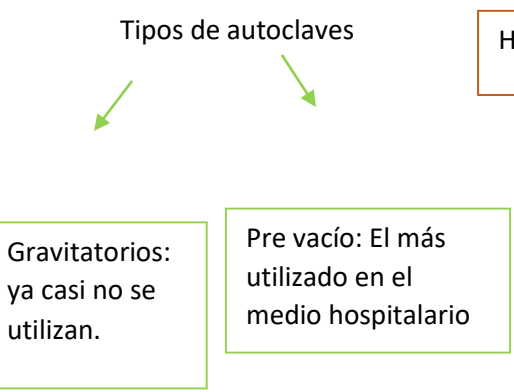 Tipos de autoclaves
H
Gravitatorios:
ya casi no se
utilizan.
Pre vacío: El más
utilizado en el
medio hospitalario